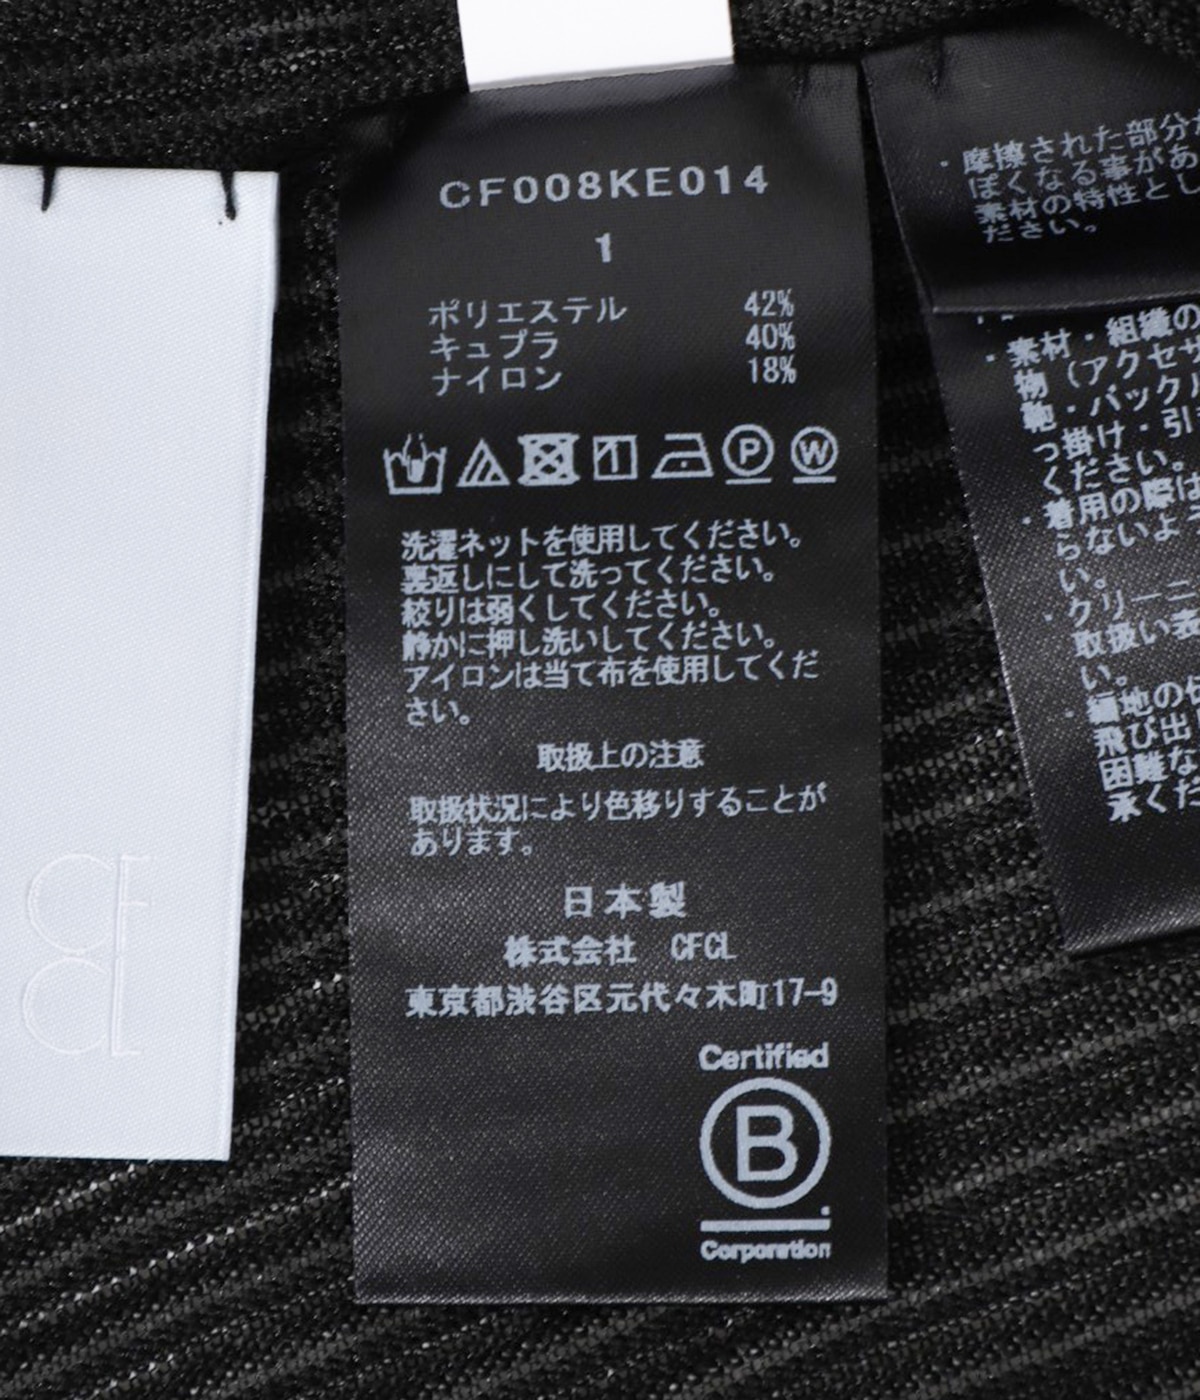 CF008KE014
1
ポリエステル 42%
キュプラ 40%
ナイロン 18%
P W
洗濯ネットを使用してください。
裏返しにして洗ってください。
絞りは弱くしてください。
静かに押し洗いしてください。
アイロンは当て布を使用してくだ
さい。
取扱上の注意
取扱状況により色移りすることが
あります。
日本製
株式会社 CFCL
東京都渋谷区元代々木町17-9
Certified
B
Corporation
CF
CL
・摩擦された部分
ぽくなる事があ
素材の特性とし
ださい。
・素材・組織の
物（アクセサ
靴・バックル
っ掛け・引
ください。
・着用の際は
らないよう
い。
・クリーニ
取扱い表
い。
・編地の
飛び出
困難な
承くだ